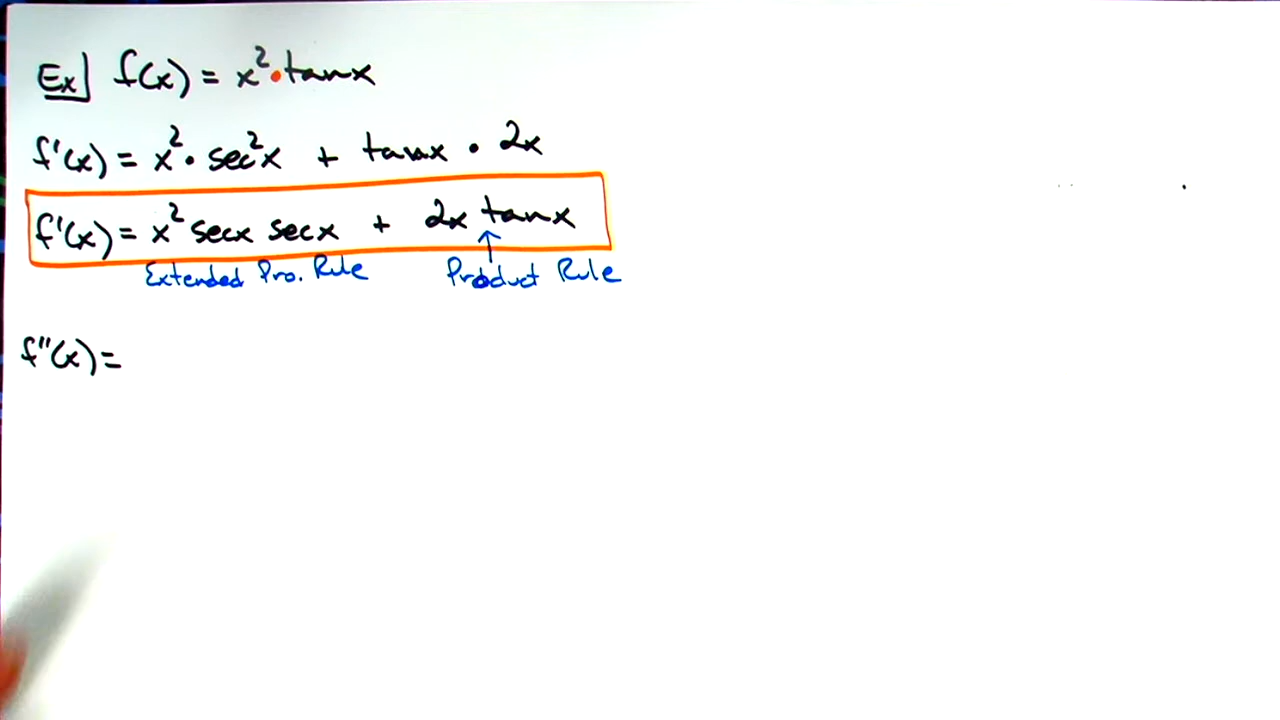 Ex] f(x) = x²·tanx
f'(x) = x²· sec²x + tanx · 2x
f'(x) = x² secx secx + 2x tanx
Extended Pro. Rule Product Rule
f"(x) =